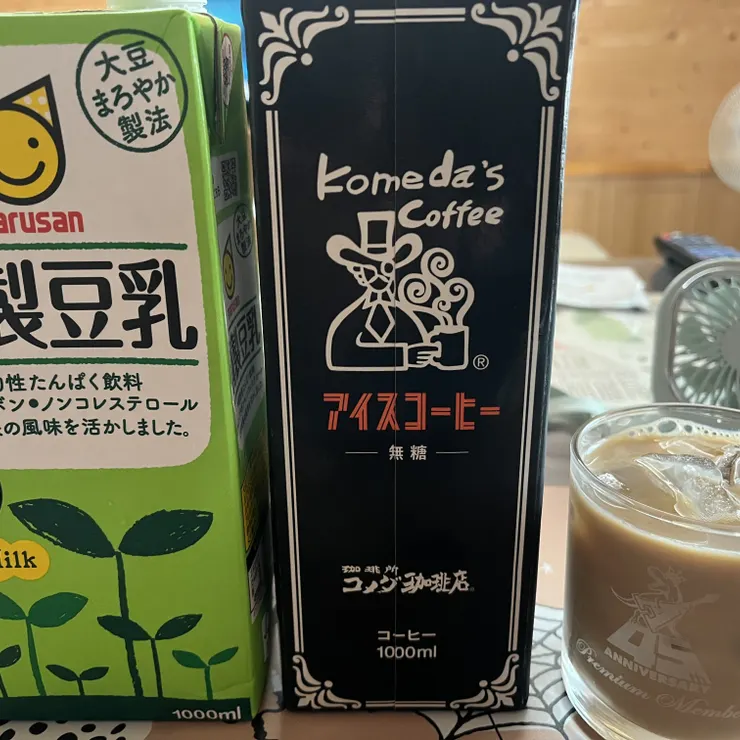 大豆
まろやか
製法
arusan
製豆乳
性たんぱく飲料
ボン●ノンコレステロール
の風味を活かしました。
ilk
1000ml
Komeda's
Coffee
®
アイスコーヒー
無糖
珈琲所
コメダ珈琲店
コーヒー
1000ml
45th
ANNIVERSARY
Premium Membe